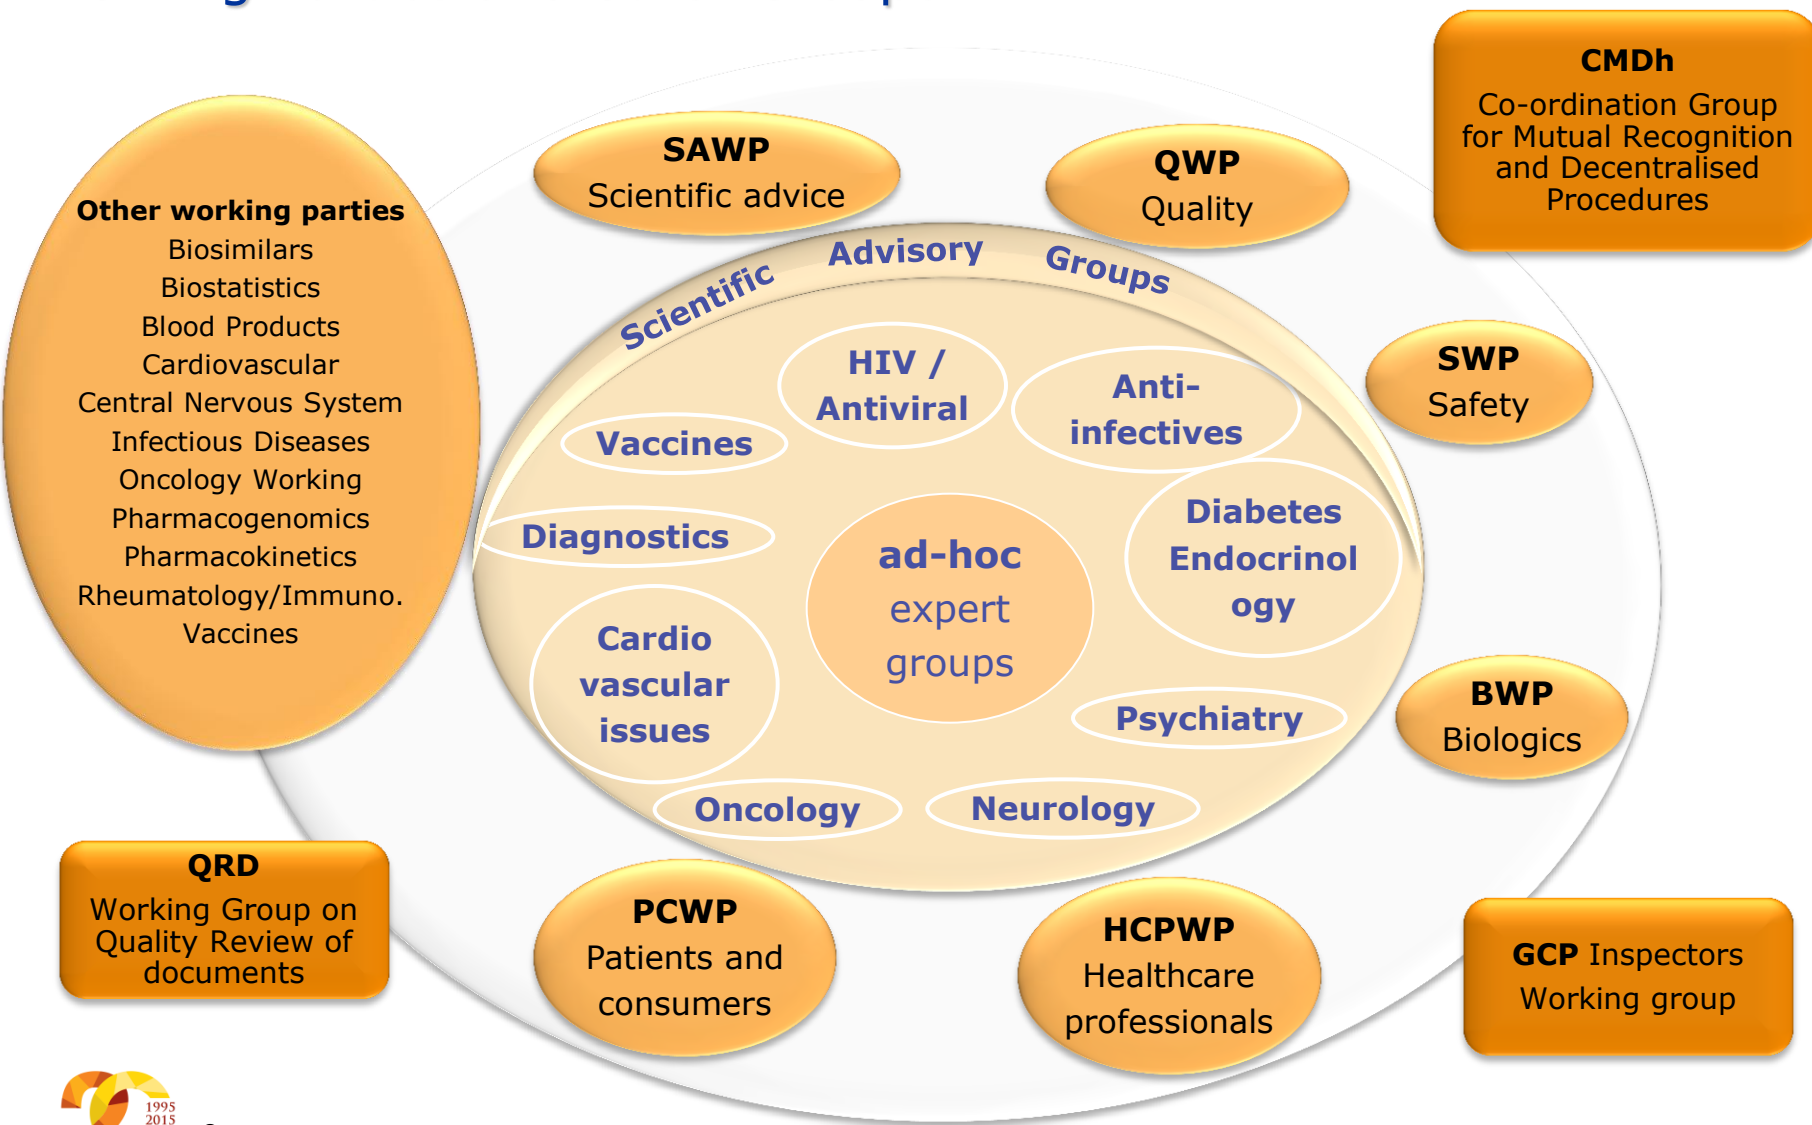 CMDh
Co-ordination Group
for Mutual Recognition
and Decentralised
Procedures
SAWP
Scientific advice
QWP
Quality
Other working parties
Biosimilars
Biostatistics
Blood Products
Cardiovascular
Central Nervous System
Infectious Diseases
Oncology Working
Pharmacogenomics
Pharmacokinetics
Rheumatology/Immuno.
Vaccines
Scientific Advisory Groups
HIV /
Antiviral
Anti-
infectives
Vaccines
Diagnostics
Diabetes
Endocrinol
ogy
ad-hoc
expert
groups
Cardio
vascular
issues
Psychiatry
Oncology
Neurology
SWP
Safety
BWP
Biologics
QRD
Working Group on
Quality Review of
documents
PCWP
Patients and
consumers
HCPWP
Healthcare
professionals
GCP Inspectors
Working group
1995
2015